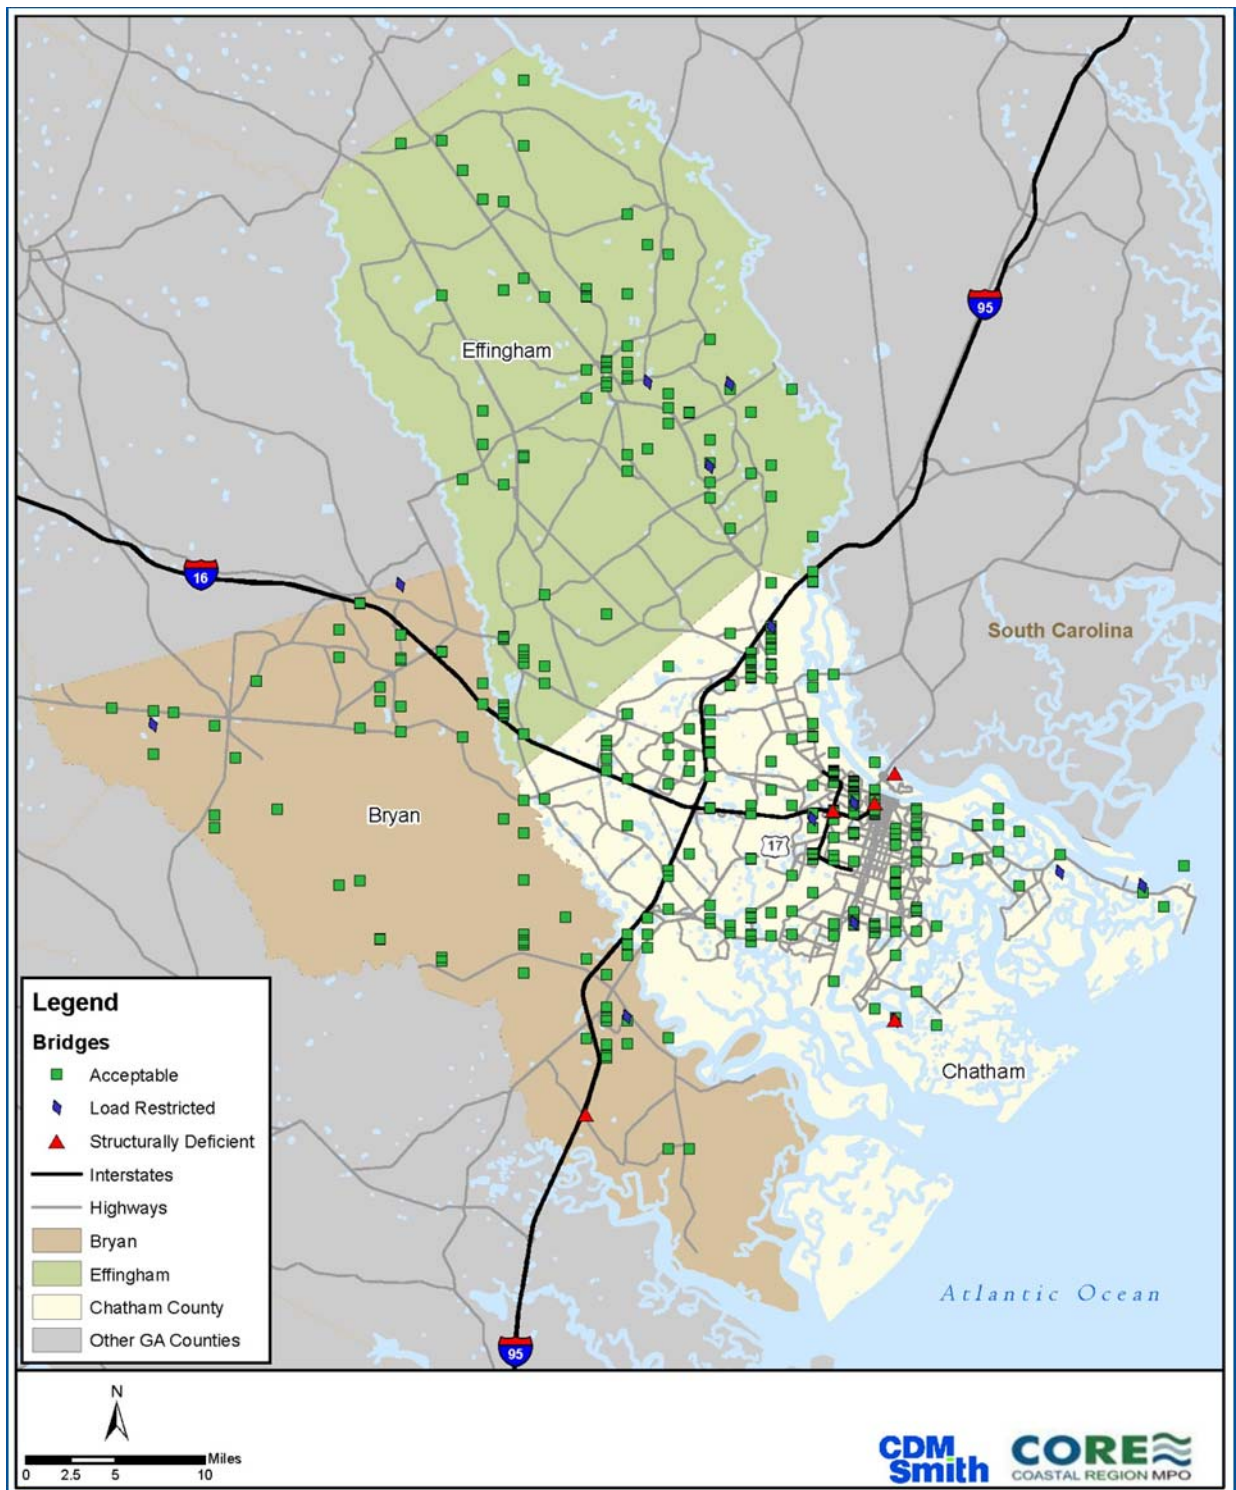 95
Effingham
16
South Carolina
Bryan
17
Legend
Bridges
Acceptable
Load Restricted
Structurally Deficient
Interstates
Highways
Bryan
Effingham
Chatham County
Other GA Counties
Chatham
Atlantic Ocean
95
N
Miles
0 2.5 5 10
CDM
Smith
CORE
COASTAL REGION MPO